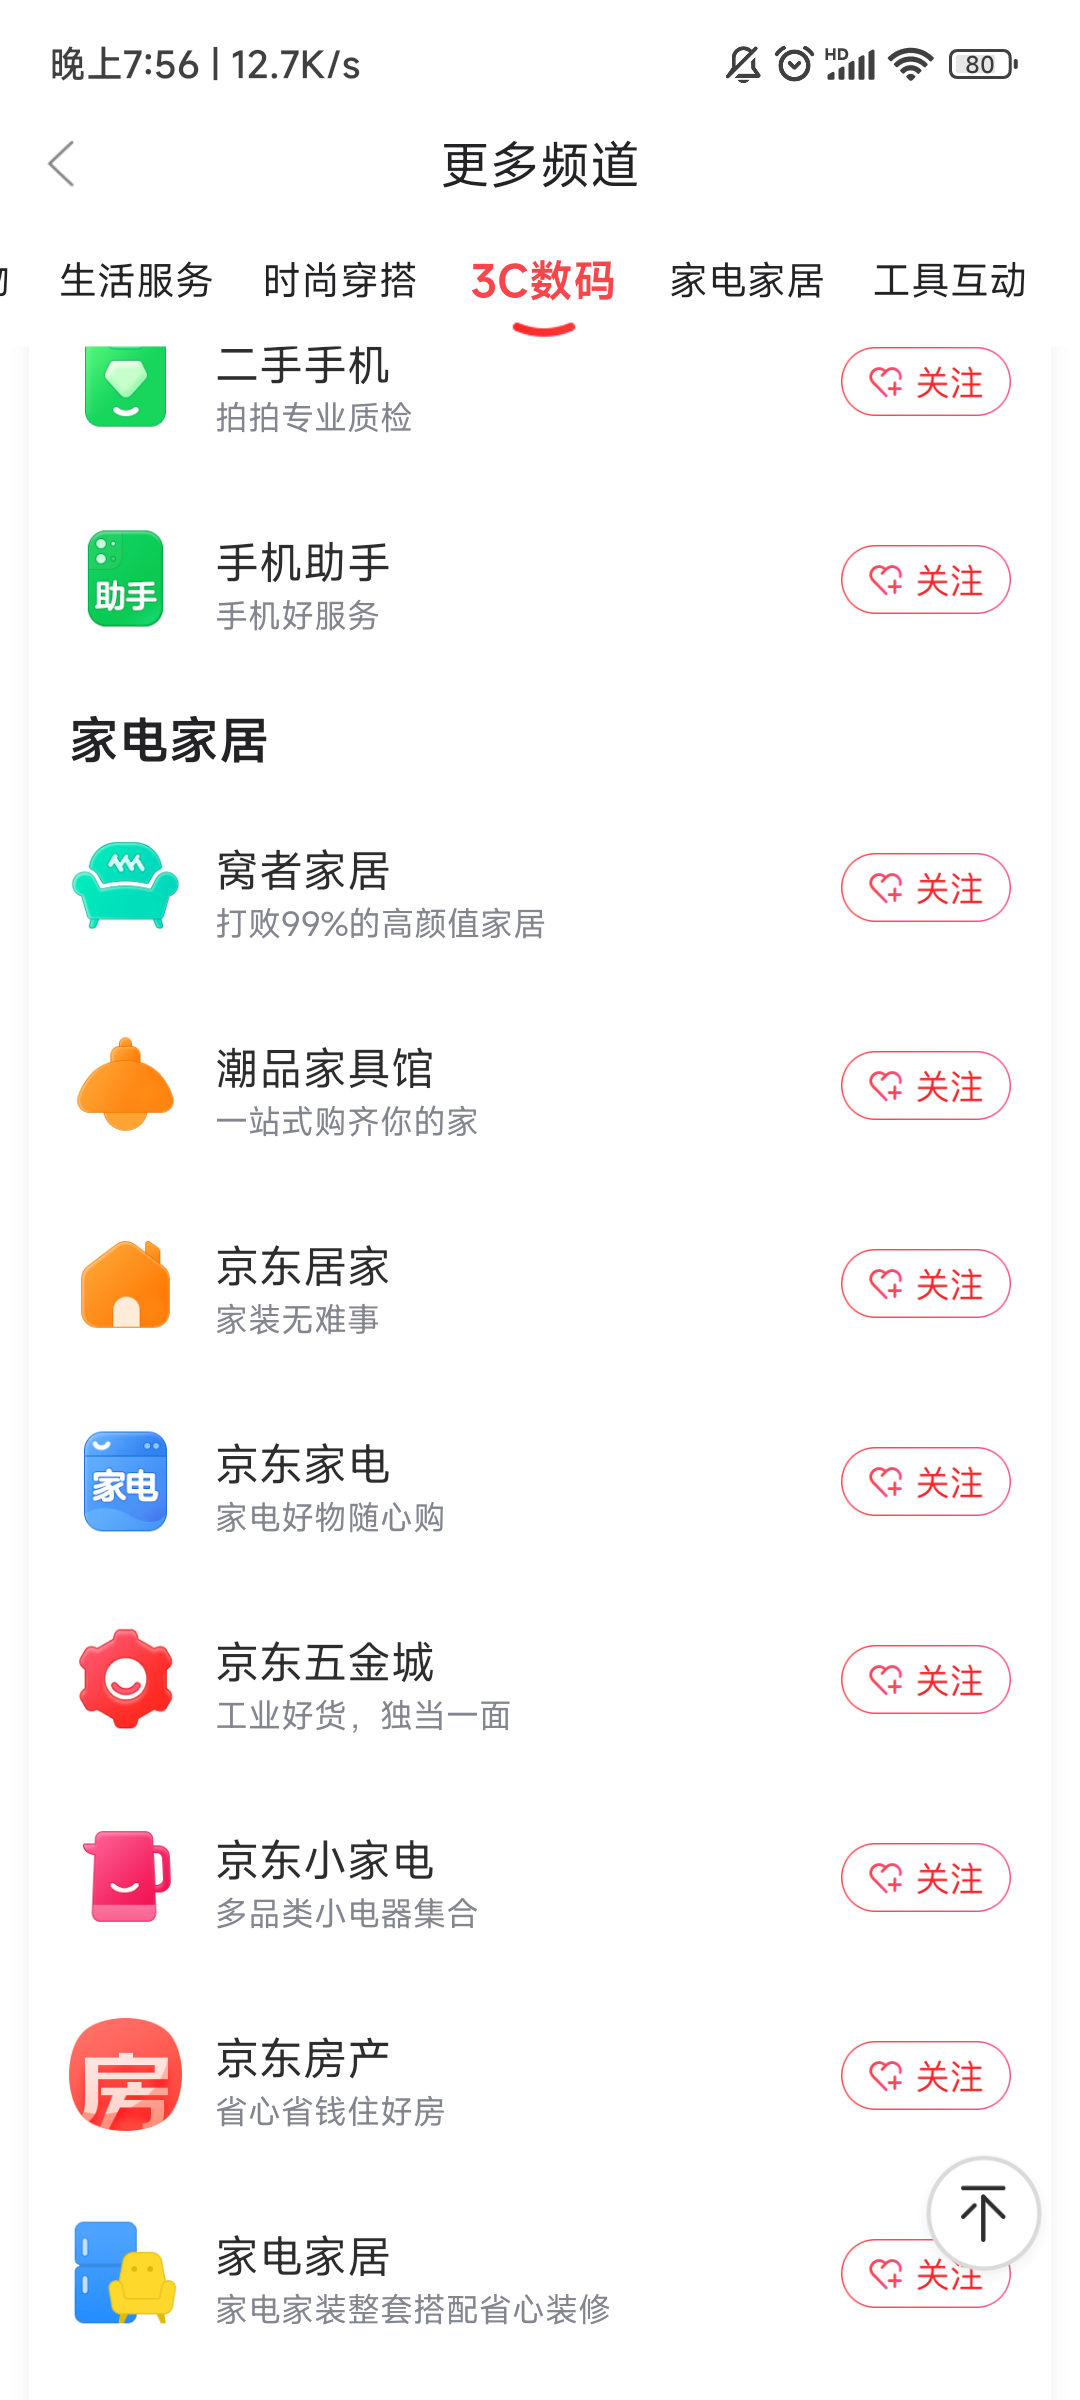 晚上7:56 | 12.7K/s
HD
80
更多频道
生活服务 时尚穿搭 3C数码 家电家居 工具互动
二手手机
拍拍专业质检
关注
助手
手机助手
手机好服务
关注
家电家居
窝者家居
打败99%的高颜值家居
关注
潮品家具馆
一站式购齐你的家
关注
京东居家
家装无难事
关注
家电
京东家电
家电好物随心购
关注
京东五金城
工业好货，独当一面
关注
京东小家电
多品类小电器集合
关注
房
京东房产
省心省钱住好房
关注
家电家居
家电家装整套搭配省心装修
关注